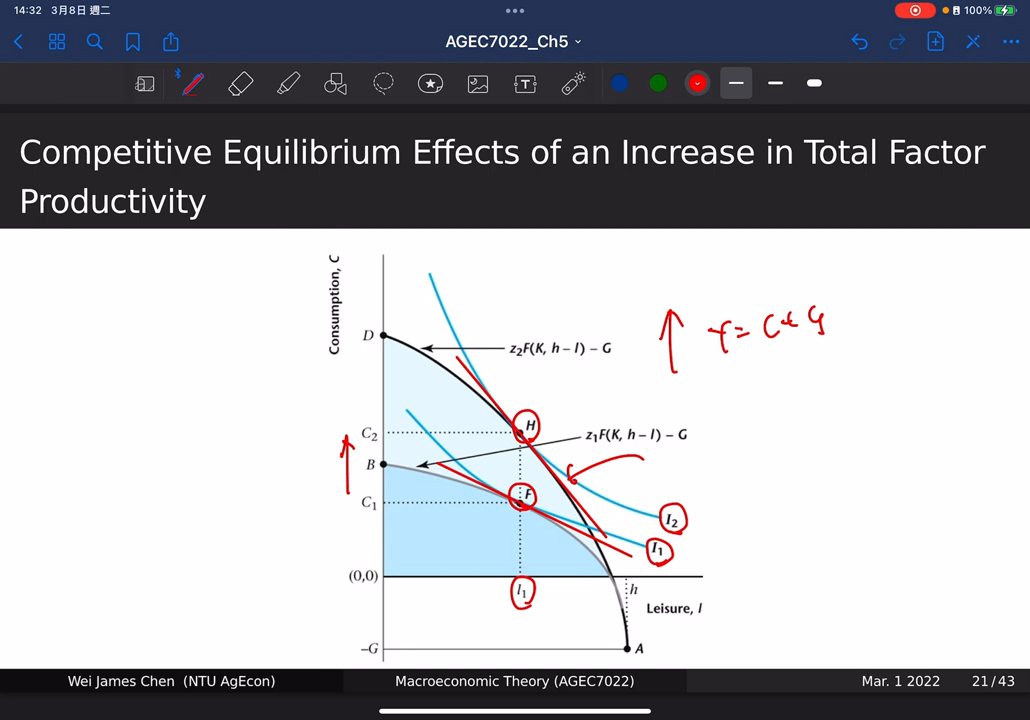 14:32 3月8日 週二
100%
AGEC7022_Ch5
Competitive Equilibrium Effects of an Increase in Total Factor
Productivity
Consumption, C
D
z₂F(K, h – l) – G
Y = C + G
H
C₂
z₁F(K, h – l) – G
B
F
C₁
I₂
I₁
(0,0)
l₁
h
Leisure, l
–G
A
Wei James Chen (NTU AgEcon) Macroeconomic Theory (AGEC7022) Mar. 1 2022 21/43